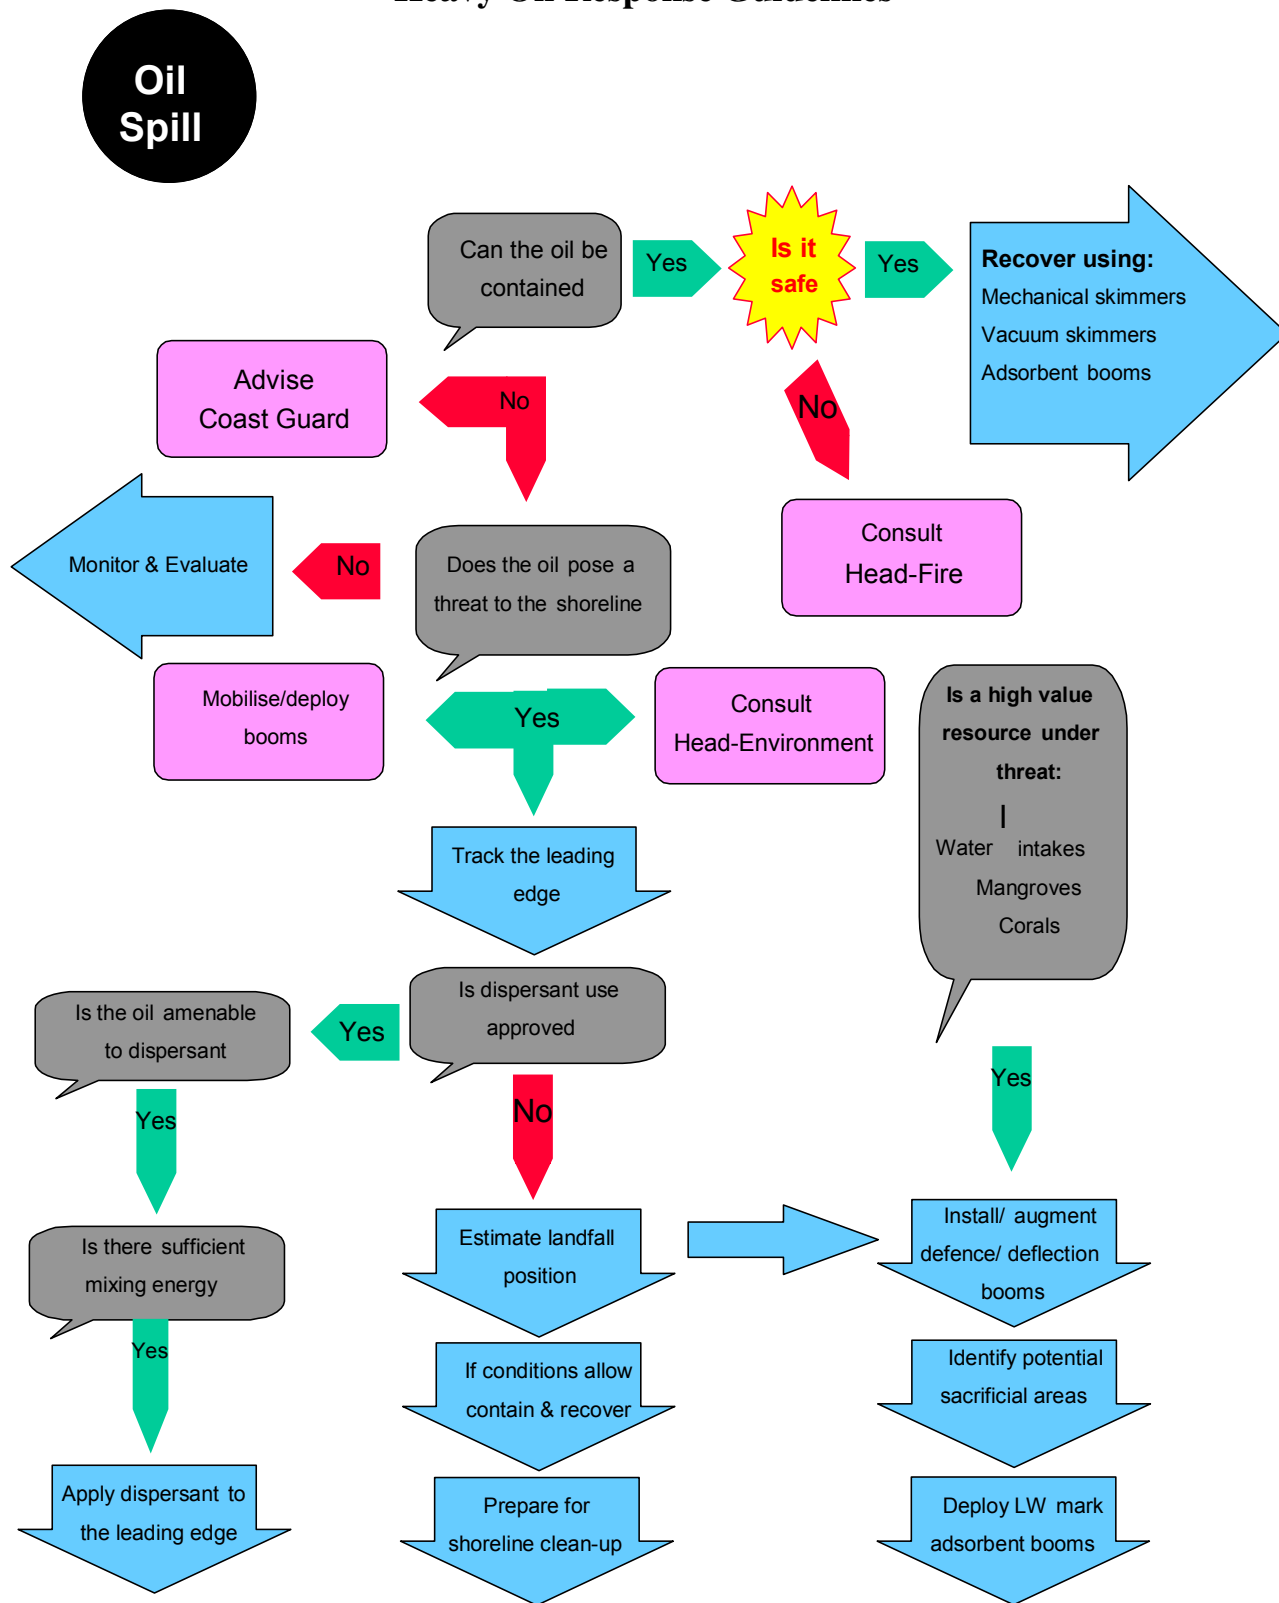 Heavy Oil Response Guidelines
Oil
Spill
Can the oil be
contained
Yes
Is it
safe
Yes
Recover using:
Mechanical skimmers
Vacuum skimmers
Adsorbent booms
Advise
Coast Guard
No
No
Consult
Head-Fire
Monitor & Evaluate
No
Does the oil pose a
threat to the shoreline
Mobilise/deploy
booms
Yes
Consult
Head-Environment
Is a high value
resource under
threat:
|
Water intakes
Mangroves
Corals
Track the leading
edge
Is the oil amenable
to dispersant
Yes
Is dispersant use
approved
Yes
No
Yes
Is there sufficient
mixing energy
Estimate landfall
position
Install/ augment
defence/ deflection
booms
Yes
If conditions allow
contain & recover
Identify potential
sacrificial areas
Apply dispersant to
the leading edge
Prepare for
shoreline clean-up
Deploy LW mark
adsorbent booms